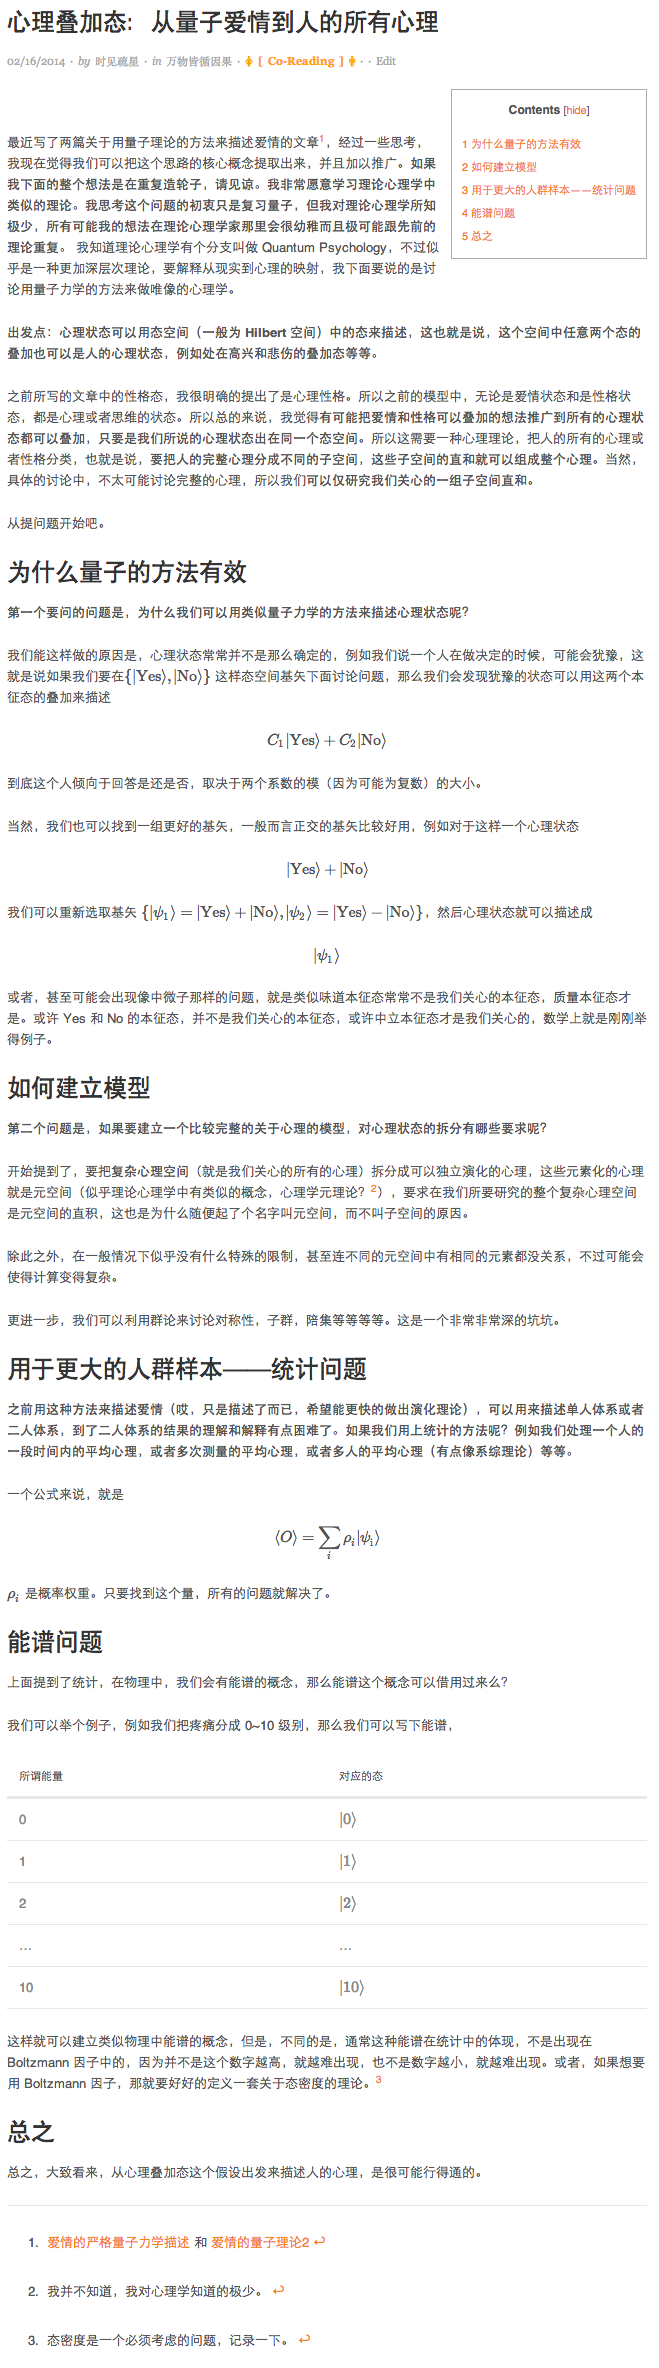 心理叠加态: 从量子爱情到人的所有心理
02/16/2014 · by 时见疏星 · in 万物皆循因果 · [ Co-Reading ] · · Edit
Contents [hide]
1 为什么量子的方法有效
2 如何建立模型
3 用于更大的人群样本——统计问题
4 能谱问题
5 总之
最近写了两篇关于用量子理论的方法来描述爱情的文章1，经过一些思考，
我现在觉得我们可以把这个思路的核心概念提取出来，并且加以推广。如果
我下面的整个想法是在重复造轮子，请见谅。我非常愿意学习理论心理学中
类似的理论。我思考这个问题的初衷只是复习量子，但我对理论心理学所知
极少，所有可能我的想法在理论心理学家那里会很幼稚而且极可能跟先前的
理论重复。 我知道理论心理学有个分支叫做 Quantum Psychology，不过似
乎是一种更加深层次理论，要解释从现实到心理的映射，我下面要说的是讨
论用量子力学的方法来做唯像的心理学。
出发点：心理状态可以用态空间（一般为 Hilbert 空间）中的态来描述，这也就是说，这个空间中任意两个态的
叠加也可以是人的心理状态，例如处在高兴和悲伤的叠加态等等。
之前所写的文章中的性格态，我很明确的提出了是心理性格。所以之前的模型中，无论是爱情状态和是性格状
态，都是心理或者思维的状态。所以总的来说，我觉得有可能把爱情和性格可以叠加的想法推广到所有的心理状
态都可以叠加，只要是我们所说的心理状态出在同一个态空间。所以这需要一种心理理论，把人的所有的心理或
者性格分类，也就是说，要把人的完整心理分成不同的子空间，这些子空间的直和就可以组成整个心理。当然，
具体的讨论中，不太可能讨论完整的心理，所以我们可以仅研究我们关心的一组子空间直和。
从提问题开始吧。
为什么量子的方法有效
第一个要问的问题是，为什么我们可以用类似量子力学的方法来描述心理状态呢？
我们能这样做的原因是，心理状态常常并不是那么确定的，例如我们说一个人在做决定的时候，可能会犹豫，这
就是说如果我们要在{|Yes⟩, |No⟩} 这样态空间基矢下面讨论问题，那么我们会发现犹豫的状态可以用这两个本
征态的叠加来描述
C₁|Yes⟩ + C₂|No⟩
到底这个人倾向于回答是还是否，取决于两个系数的模（因为可能为复数）的大小。
当然，我们也可以找到一组更好的基矢，一般而言正交的基矢比较好用，例如对于这样一个心理状态
|Yes⟩ + |No⟩
我们可以重新选取基矢 {|ψ₁⟩ = |Yes⟩ + |No⟩, |ψ₂⟩ = |Yes⟩ − |No⟩}，然后心理状态就可以描述成
|ψ₁⟩
或者，甚至可能会出现像中微子那样的问题，就是类似味道本征态常常不是我们关心的本征态，质量本征态才
是。或许 Yes 和 No 的本征态，并不是我们关心的本征态，或许中立本征态才是我们关心的，数学上就是刚刚举
得例子。
如何建立模型
第二个问题是，如果要建立一个比较完整的关于心理的模型，对心理状态的拆分有哪些要求呢？
开始提到了，要把复杂心理空间（就是我们关心的所有的心理）拆分成可以独立演化的心理，这些元素化的心理
就是元空间（似乎理论心理学中有类似的概念，心理学元理论？2），要求在我们所要研究的整个复杂心理空间
是元空间的直积，这也是为什么随便起了个名字叫元空间，而不叫子空间的原因。
除此之外，在一般情况下似乎没有什么特殊的限制，甚至连不同的元空间中有相同的元素都没关系，不过可能会
使得计算变得复杂。
更进一步，我们可以利用群论来讨论对称性，子群，陪集等等等等。这是一个非常非常深的坑坑。
用于更大的人群样本——统计问题
之前用这种方法来描述爱情（哎，只是描述了而已，希望能更快的做出演化理论），可以用来描述单人体系或者
二人体系，到了二人体系的结果的理解和解释有点困难了。如果我们用上统计的方法呢？例如我们处理一个人的
一段时间内的平均心理，或者多次测量的平均心理，或者多人的平均心理（有点像系综理论）等等。
一个公式来说，就是
⟨O⟩ = ∑ᵢ ρᵢ|ψᵢ⟩
ρᵢ 是概率权重。只要找到这个量，所有的问题就解决了。
能谱问题
上面提到了统计，在物理中，我们会有能谱的概念，那么能谱这个概念可以借用过来么？
我们可以举个例子，例如我们把疼痛分成 0~10 级别，那么我们可以写下能谱，
所谓能量 对应的态
0 |0⟩
1 |1⟩
2 |2⟩
... ...
10 |10⟩
这样就可以建立类似物理中能谱的概念，但是，不同的是，通常这种能谱在统计中的体现，不是出现在
Boltzmann 因子中的，因为并不是这个数字越高，就越难出现，也不是数字越小，就越难出现。或者，如果想要
用 Boltzmann 因子，那就要好好的定义一套关于态密度的理论。3
总之
总之，大致看来，从心理叠加态这个假设出发来描述人的心理，是很可能行得通的。
1. 爱情的严格量子力学描述 和 爱情的量子理论2 ↩
2. 我并不知道，我对心理学知道的极少。 ↩
3. 态密度是一个必须考虑的问题，记录一下。 ↩